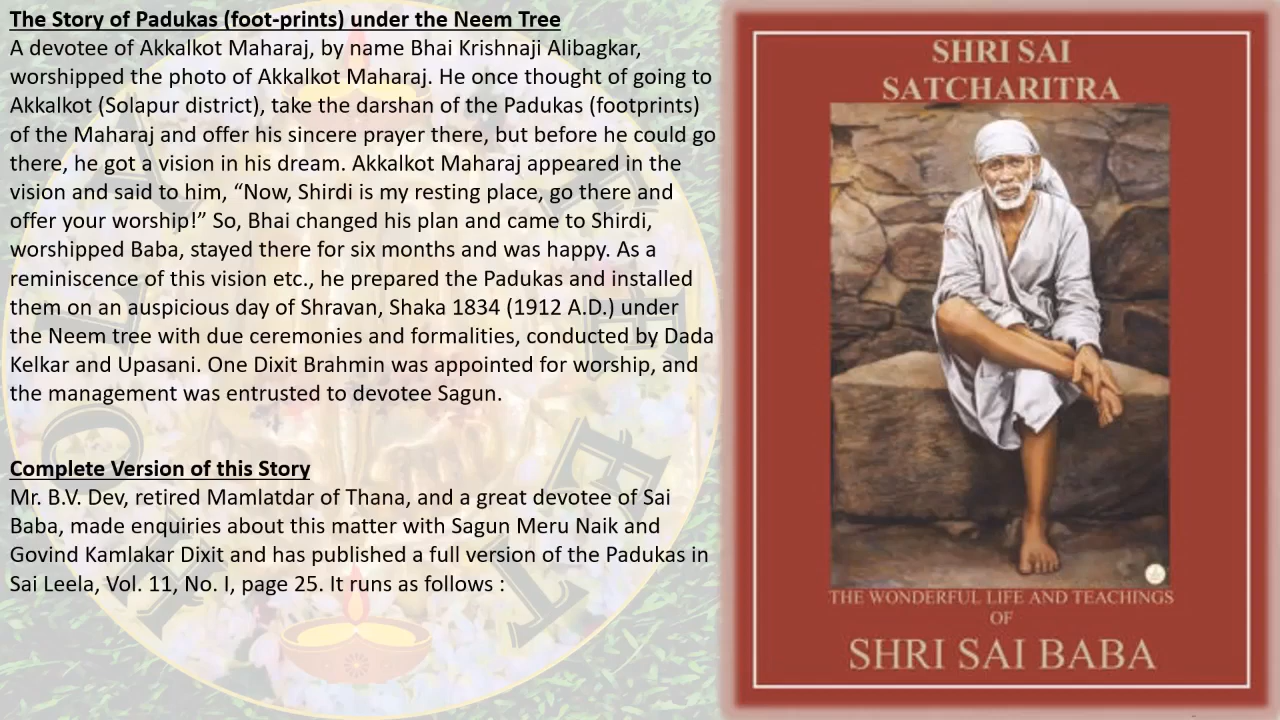 The Story of Padukas (foot-prints) under the Neem Tree
A devotee of Akkalkot Maharaj, by name Bhai Krishnaji Alibagkar,
worshipped the photo of Akkalkot Maharaj. He once thought of going to
Akkalkot (Solapur district), take the darshan of the Padukas (footprints)
of the Maharaj and offer his sincere prayer there, but before he could go
there, he got a vision in his dream. Akkalkot Maharaj appeared in the
vision and said to him, “Now, Shirdi is my resting place, go there and
offer your worship!” So, Bhai changed his plan and came to Shirdi,
worshipped Baba, stayed there for six months and was happy. As a
reminiscence of this vision etc., he prepared the Padukas and installed
them on an auspicious day of Shravan, Shaka 1834 (1912 A.D.) under
the Neem tree with due ceremonies and formalities, conducted by Dada
Kelkar and Upasani. One Dixit Brahmin was appointed for worship, and
the management was entrusted to devotee Sagun.
Complete Version of this Story
Mr. B.V. Dev, retired Mamlatdar of Thana, and a great devotee of Sai
Baba, made enquiries about this matter with Sagun Meru Naik and
Govind Kamlakar Dixit and has published a full version of the Padukas in
Sai Leela, Vol. 11, No. I, page 25. It runs as follows :
SHRI SAI
SATCHARITRA
THE WONDERFUL LIFE AND TEACHINGS
OF
SHRI SAI BABA